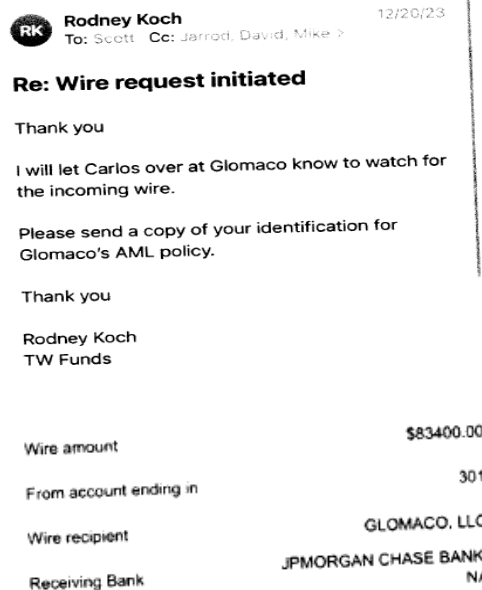 RK
Rodney Koch
12/20/23
To: Scott Cc: Jarrod, David, Mike >
Re: Wire request initiated
Thank you
I will let Carlos over at Glomaco know to watch for
the incoming wire.
Please send a copy of your identification for
Glomaco's AML policy.
Thank you
Rodney Koch
TW Funds
Wire amount $83400.00
From account ending in 301
Wire recipient GLOMACO, LLC
Receiving Bank JPMORGAN CHASE BANK
NA